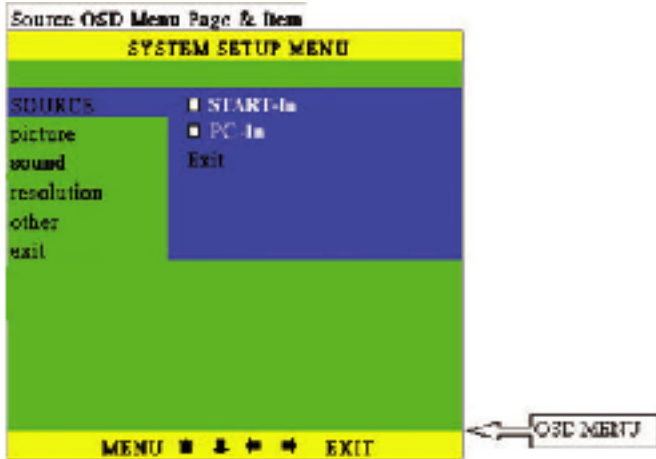 Source OSD Menu Page & Item
SYSTEM SETUP MENU
SOURCE
START-In
picture
PC-In
sound
Exit
resolution
other
exit
MENU EXIT
OSD MENU